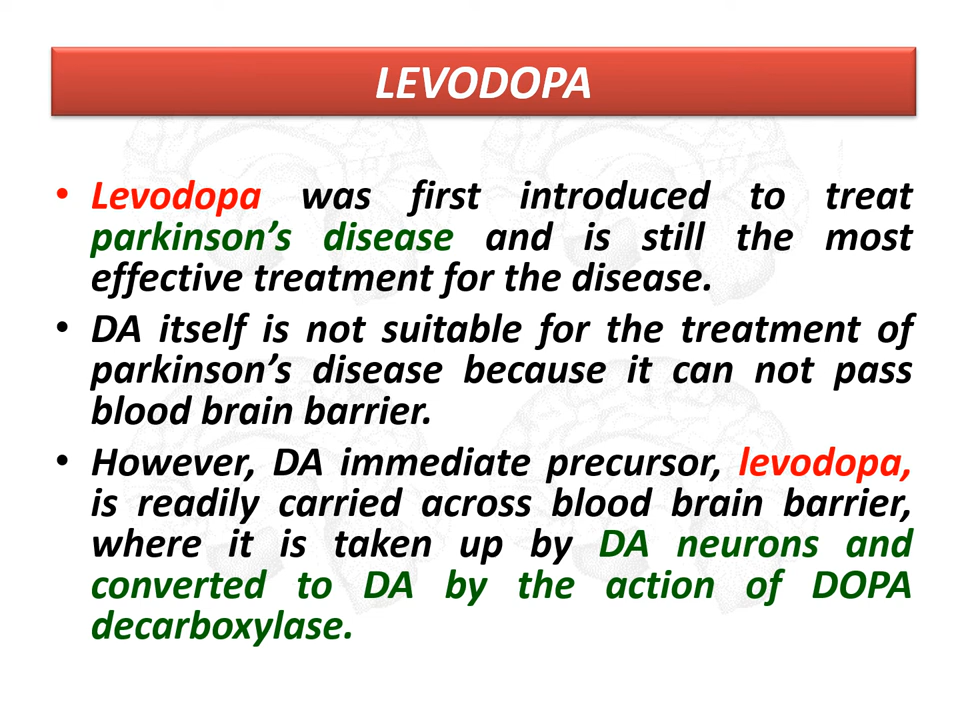 LEVODOPA
• Levodopa was first introduced to treat
parkinson’s disease and is still the most
effective treatment for the disease.
• DA itself is not suitable for the treatment of
parkinson’s disease because it can not pass
blood brain barrier.
• However, DA immediate precursor, levodopa,
is readily carried across blood brain barrier,
where it is taken up by DA neurons and
converted to DA by the action of DOPA
decarboxylase.